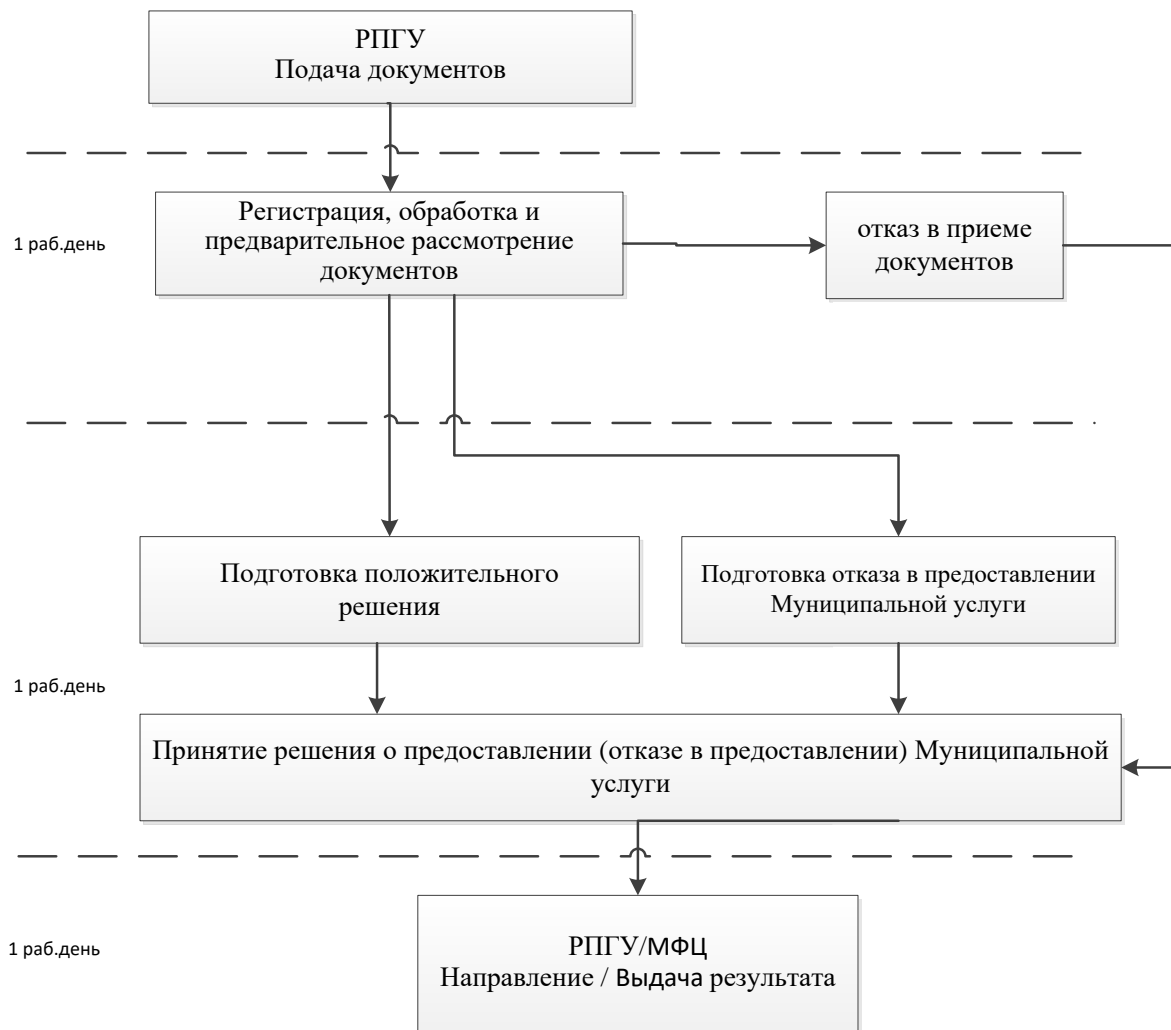 РПГУ
Подача документов
1 раб.день
Регистрация, обработка и
предварительное рассмотрение
документов
отказ в приеме
документов
Подготовка положительного
решения
Подготовка отказа в предоставлении
Муниципальной услуги
1 раб.день
Принятие решения о предоставлении (отказе в предоставлении) Муниципальной
услуги
1 раб.день
РПГУ/МФЦ
Направление / Выдача результата